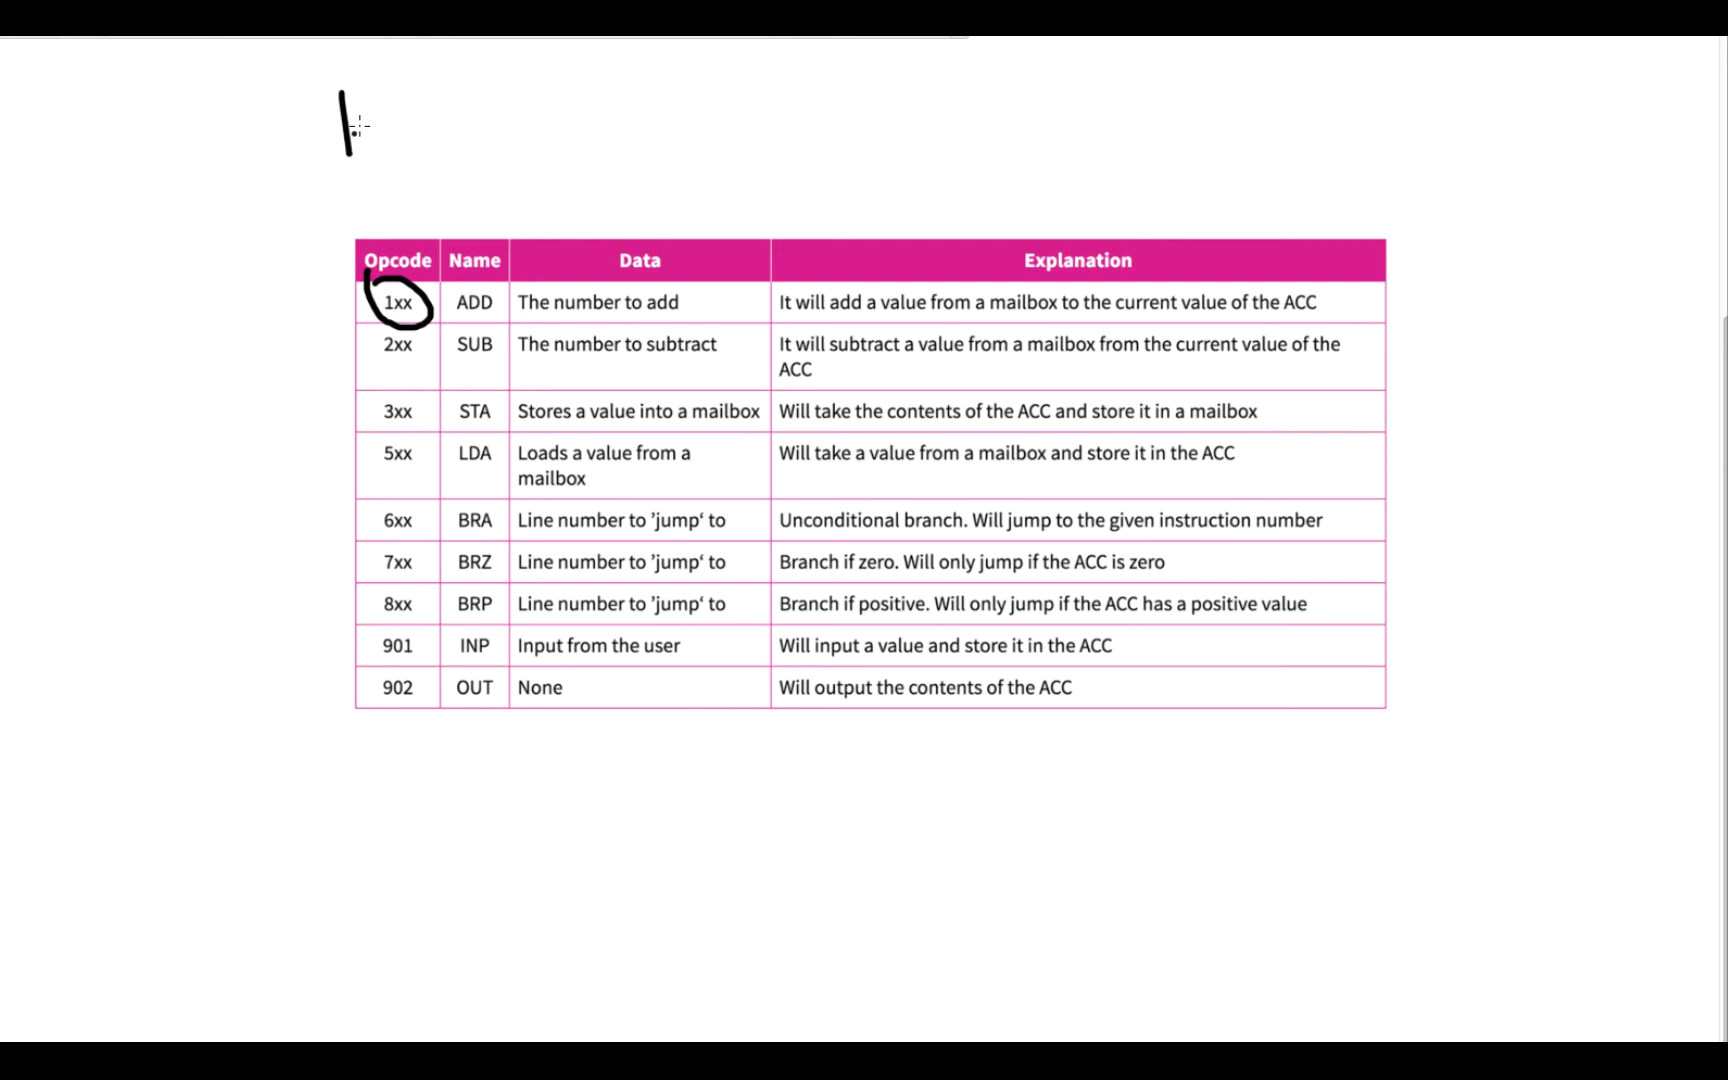 Opcode Name Data Explanation
1xx ADD The number to add It will add a value from a mailbox to the current value of the ACC
2xx SUB The number to subtract It will subtract a value from a mailbox from the current value of the
ACC
3xx STA Stores a value into a mailbox Will take the contents of the ACC and store it in a mailbox
5xx LDA Loads a value from a Will take a value from a mailbox and store it in the ACC
mailbox
6xx BRA Line number to ’jump‘ to Unconditional branch. Will jump to the given instruction number
7xx BRZ Line number to ’jump‘ to Branch if zero. Will only jump if the ACC is zero
8xx BRP Line number to ’jump‘ to Branch if positive. Will only jump if the ACC has a positive value
901 INP Input from the user Will input a value and store it in the ACC
902 OUT None Will output the contents of the ACC